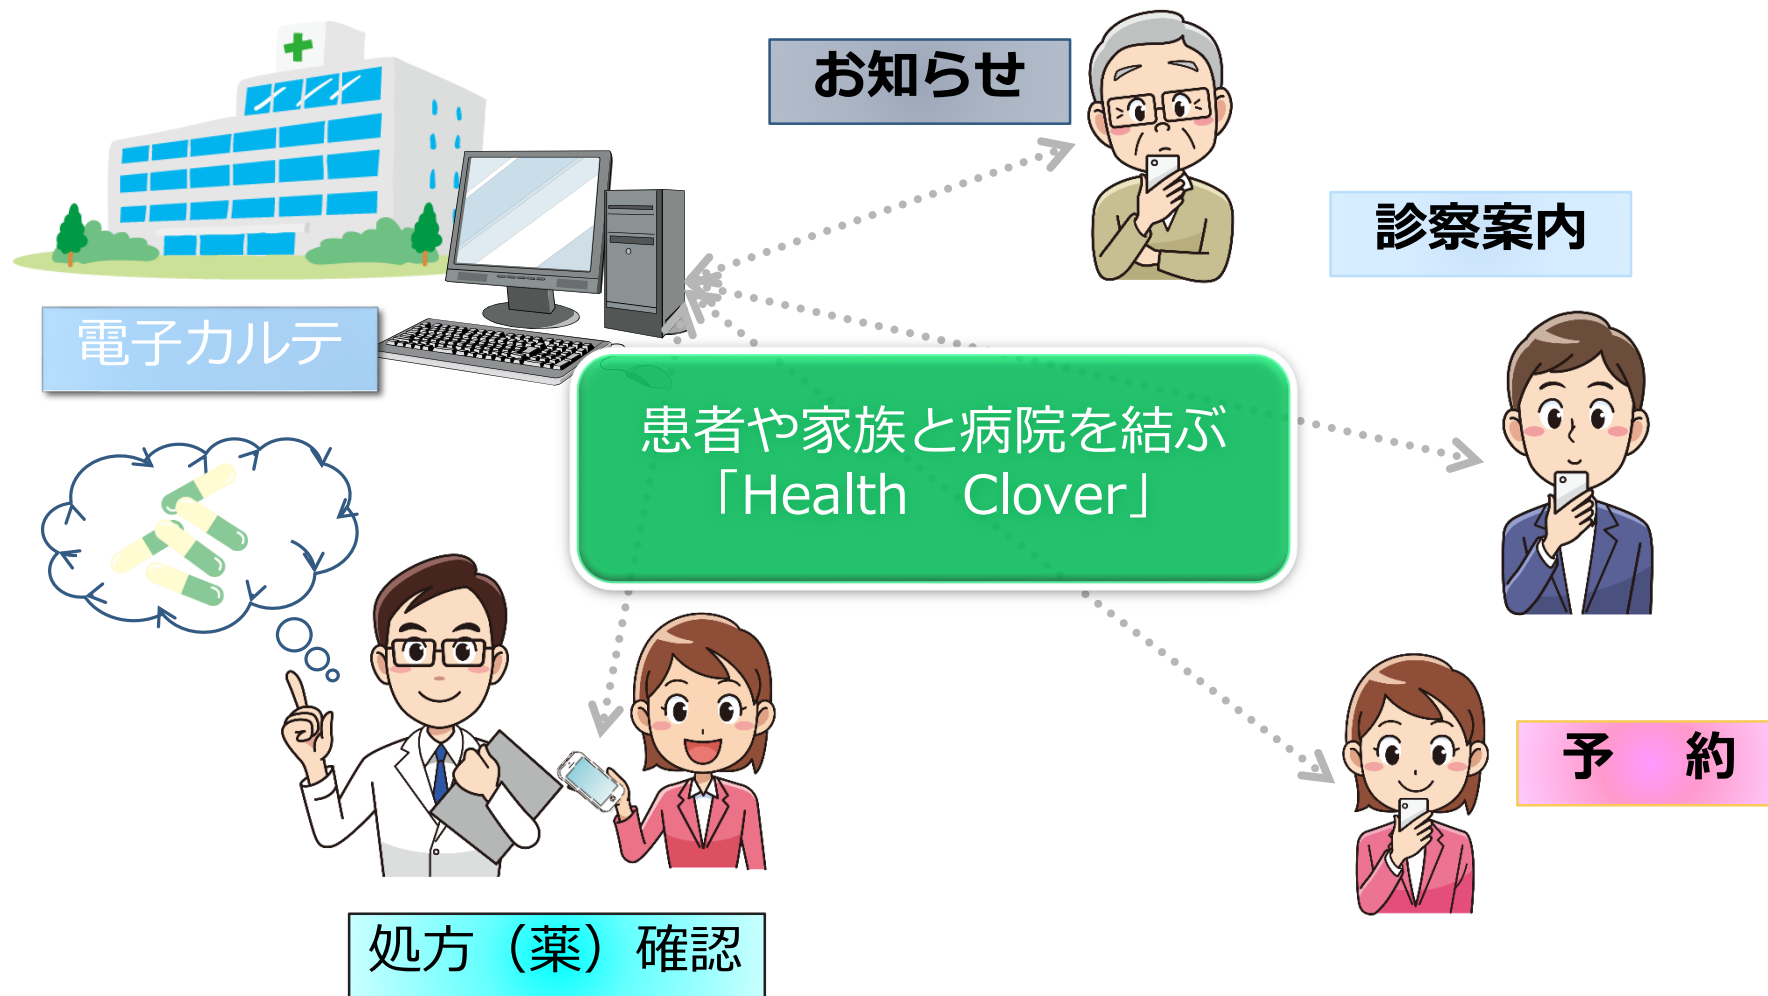 お知らせ
診察案内
電子カルテ
患者や家族と病院を結ぶ
「Health　Clover」
予　約
処方（薬）確認